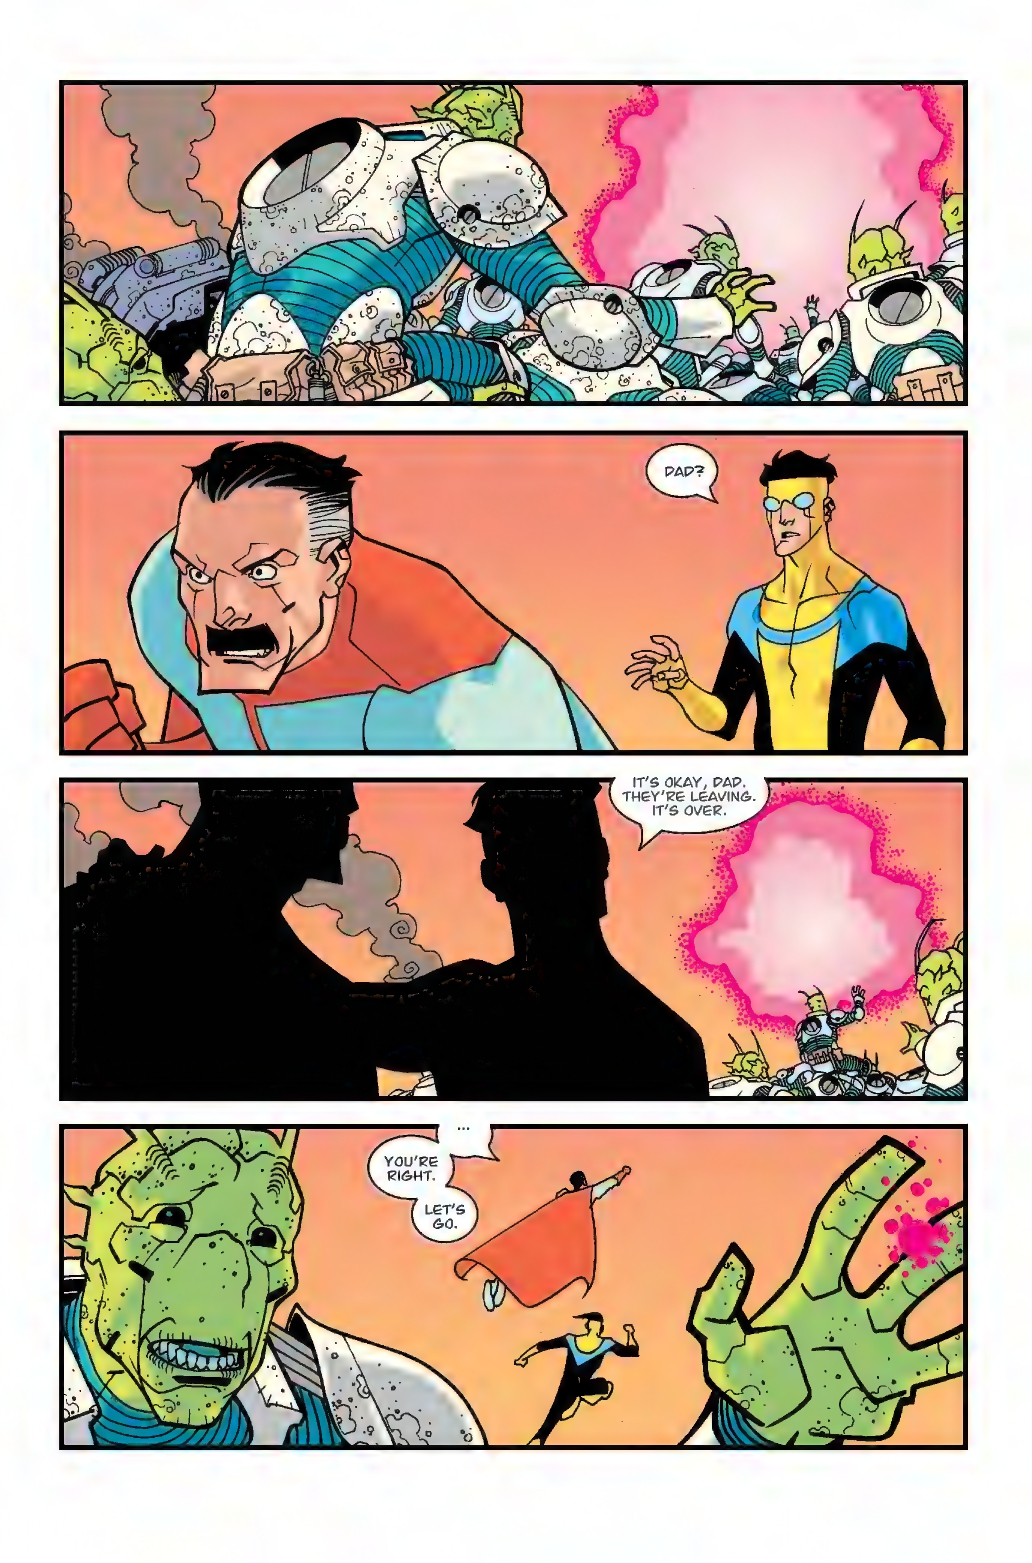 DAD?
IT'S OKAY, DAD.
THEY'RE LEAVING.
IT'S OVER.
...
YOU'RE
RIGHT.
LET'S
GO.